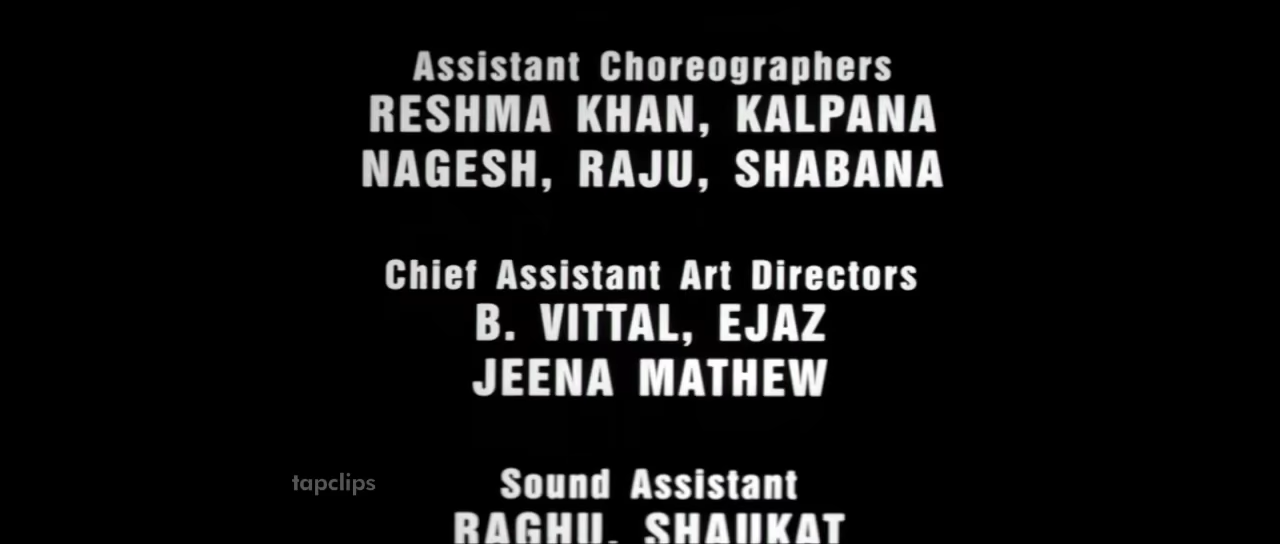 Assistant Choreographers
RESHMA KHAN, KALPANA
NAGESH, RAJU, SHABANA
Chief Assistant Art Directors
B. VITTAL, EJAZ
JEENA MATHEW
tapclips
Sound Assistant
RAGHU, SHAUKAT